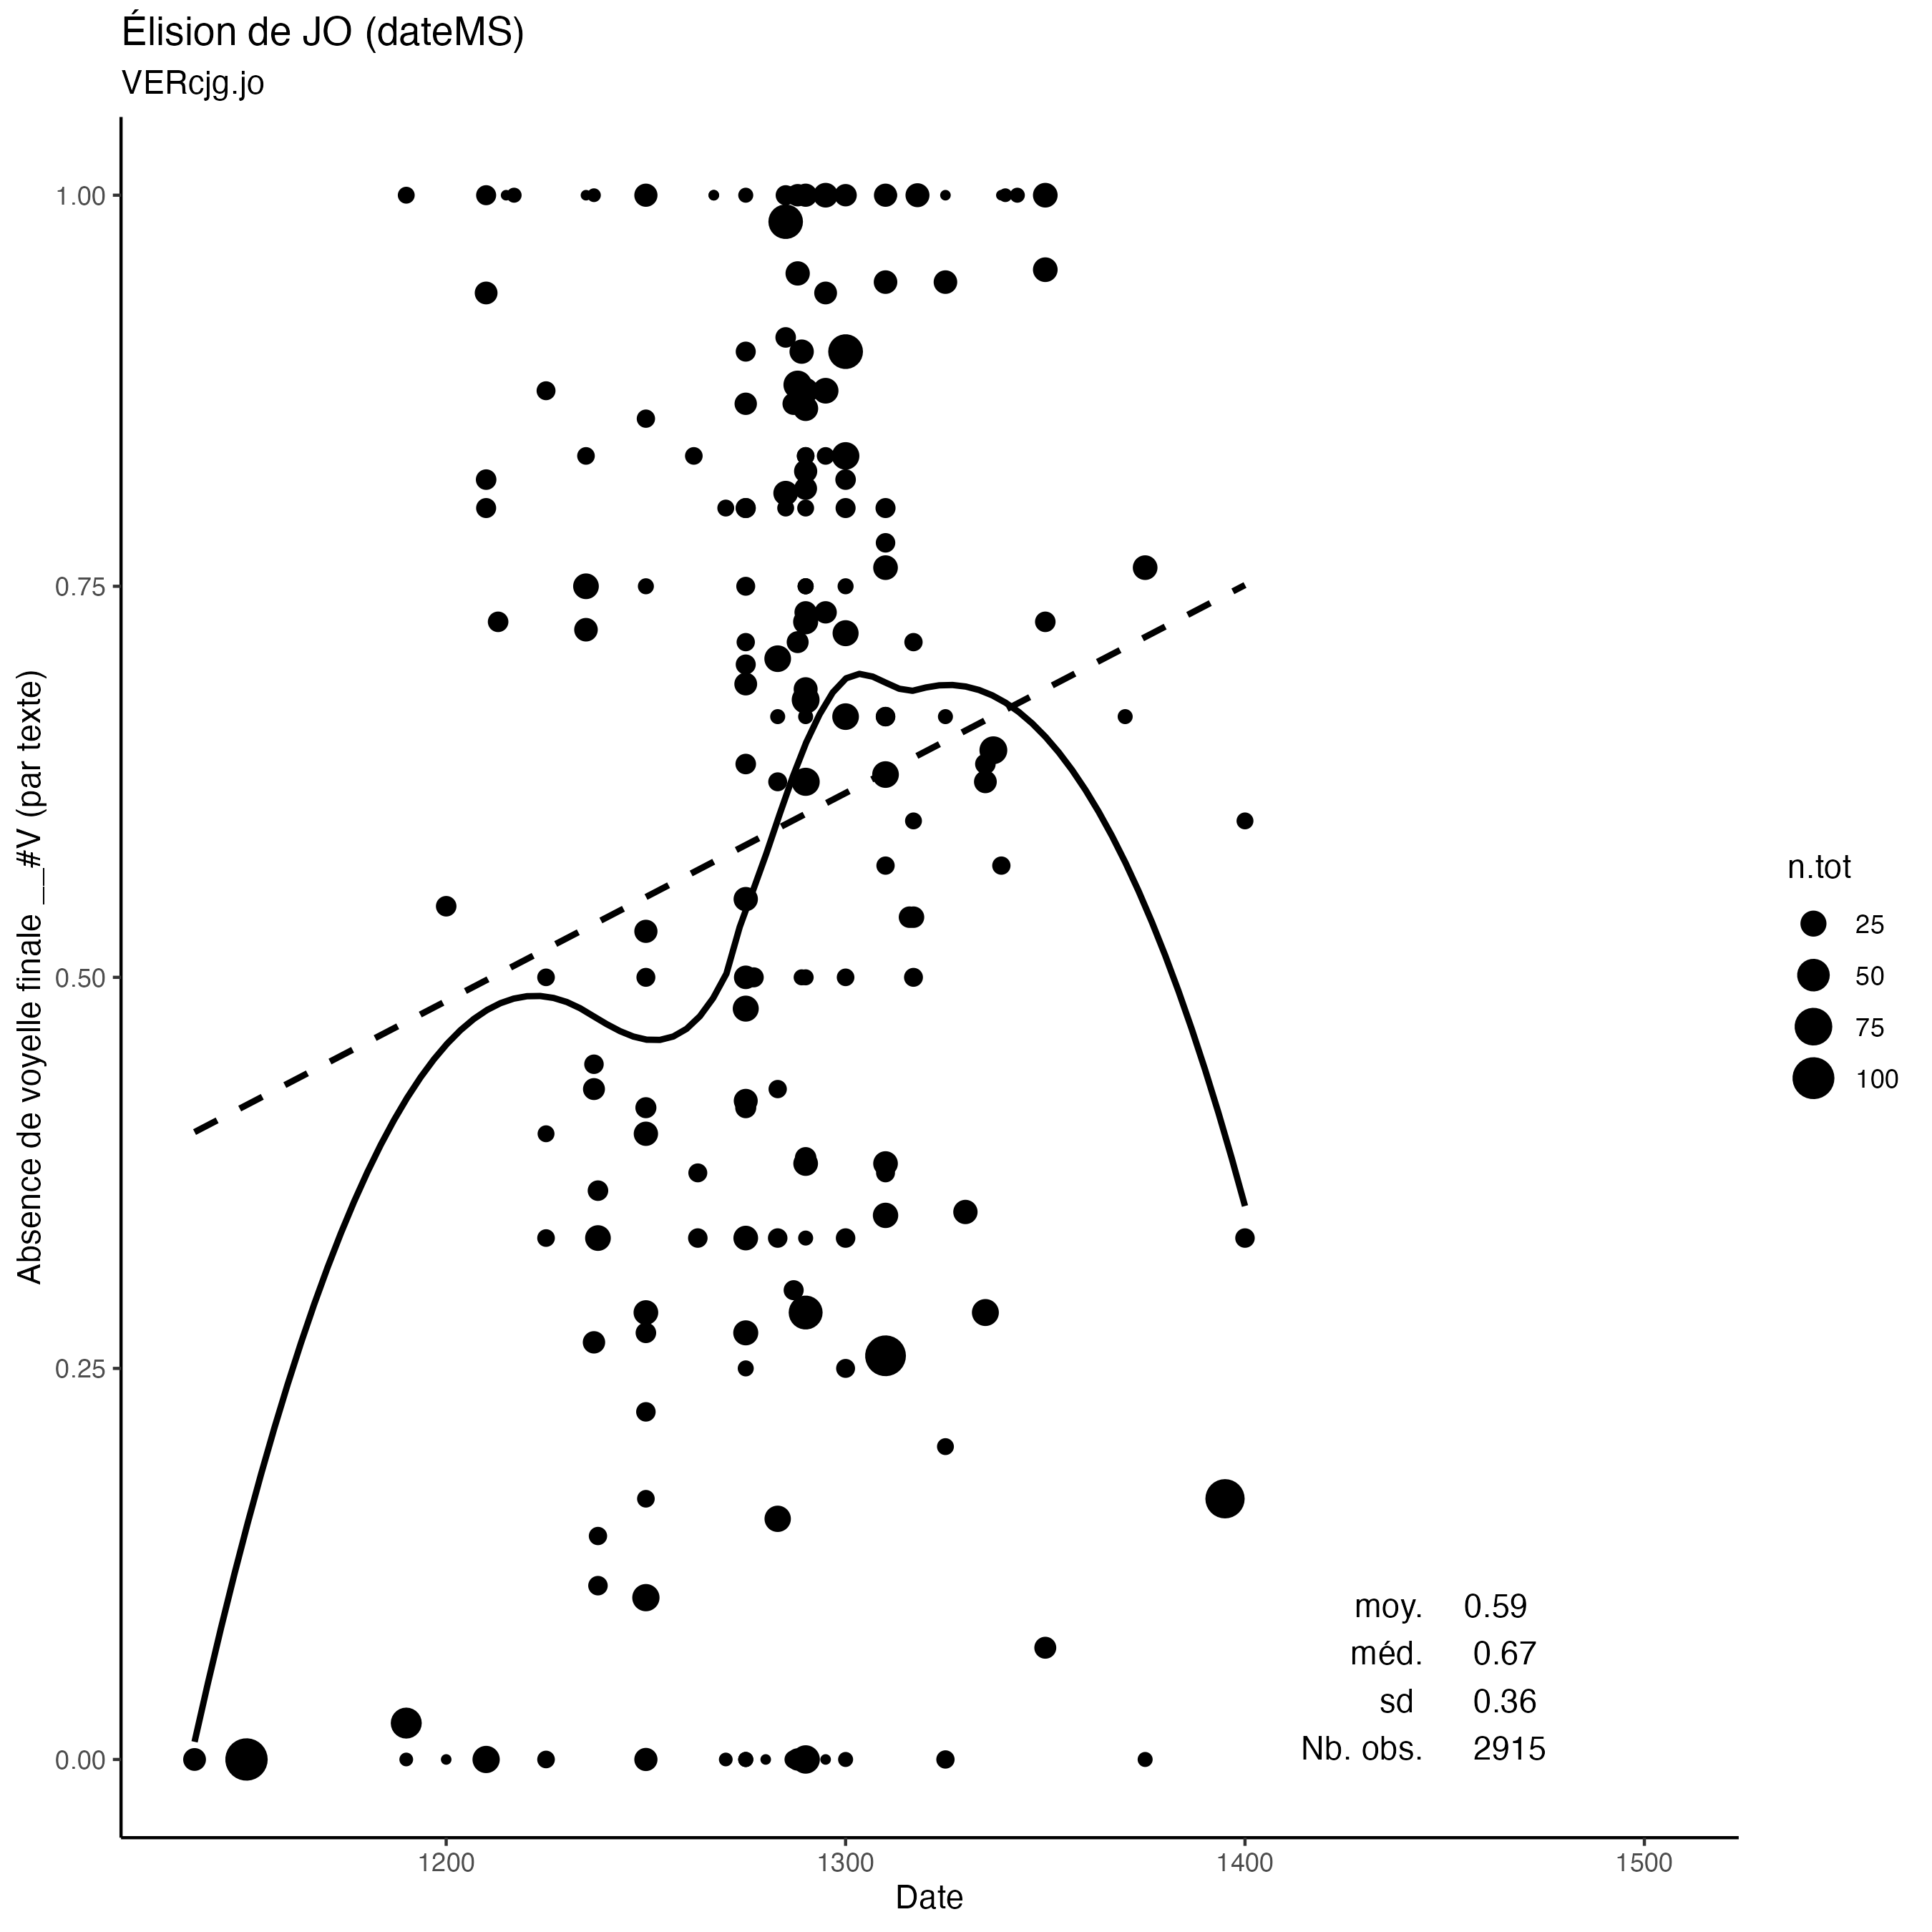 Élision de JO (dateMS)
VERcjg.jo
Absence de voyelle finale __#V (par texte)
1.00
0.75
0.50
0.25
0.00
1200
1300
1400
1500
Date
moy. 0.59
méd. 0.67
sd 0.36
Nb. obs. 2915
n.tot
25
50
75
100